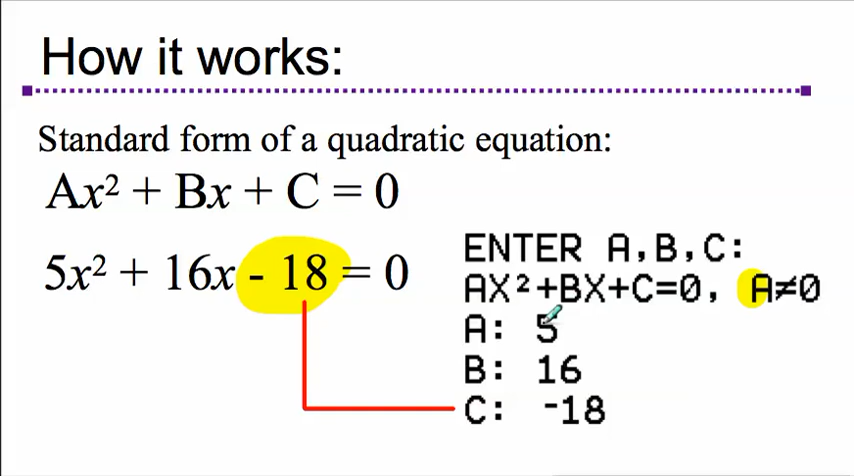 How it works:
Standard form of a quadratic equation:
Ax² + Bx + C = 0
5x² + 16x - 18 = 0
ENTER A,B,C:
AX²+BX+C=0, A≠0
A: 5
B: 16
C: -18